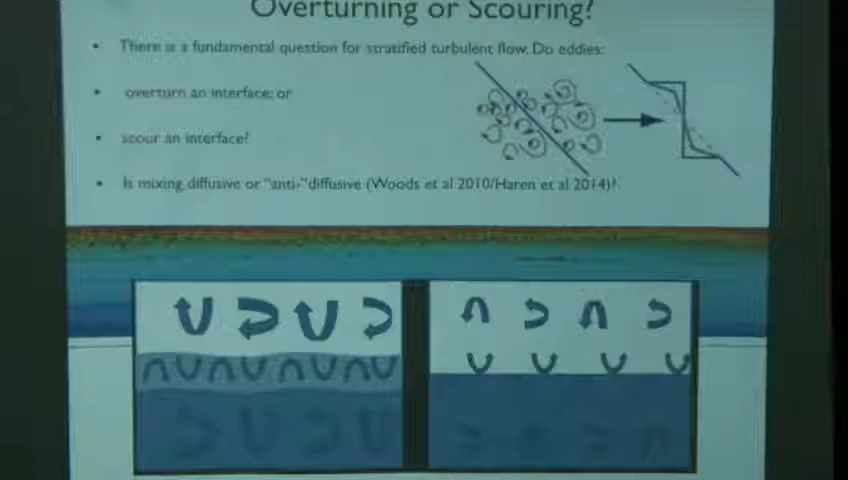 Overturning or Scouring?
• There is a fundamental question for stratified turbulent flow. Do eddies:
• overturn an interface; or
• scour an interface?
• Is mixing diffusive or "anti-"diffusive (Woods et al 2010/Haren et al 2014)?